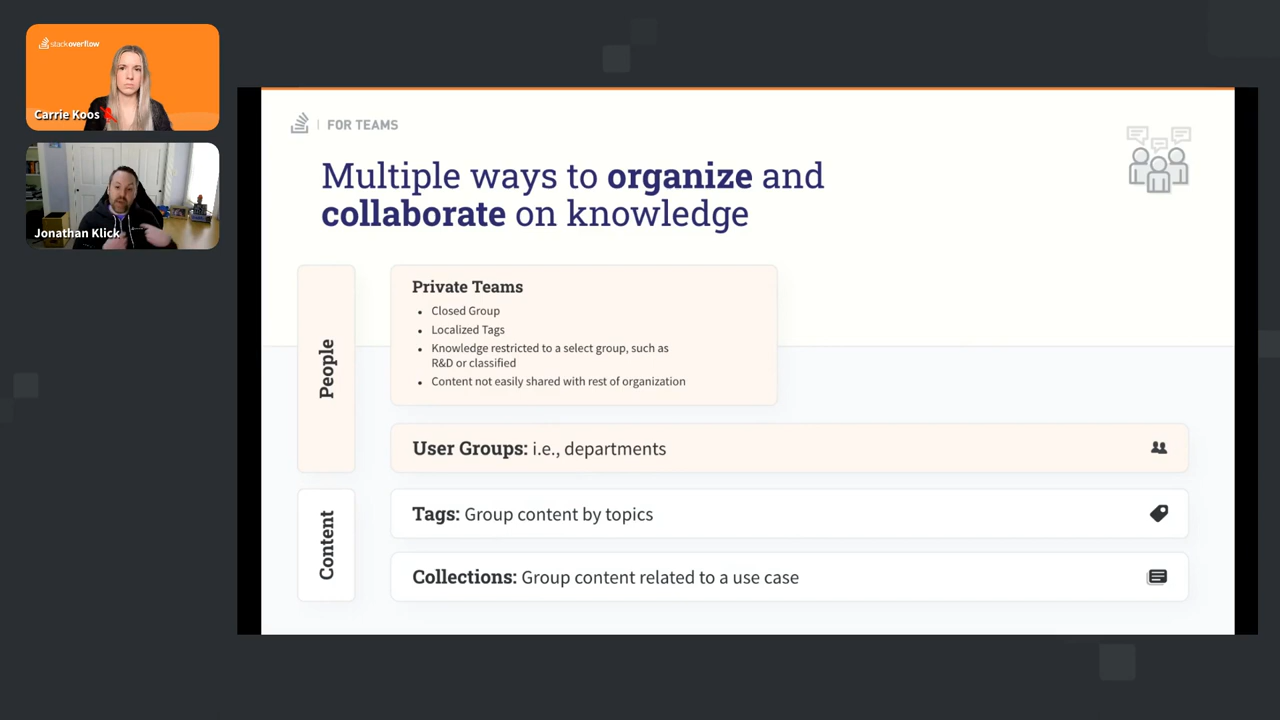 stackoverflow
Carrie Koos
Jonathan Klick
FOR TEAMS
Multiple ways to organize and
collaborate on knowledge
People
Private Teams
• Closed Group
• Localized Tags
• Knowledge restricted to a select group, such as
R&D or classified
• Content not easily shared with rest of organization
User Groups: i.e., departments
Content
Tags: Group content by topics
Collections: Group content related to a use case